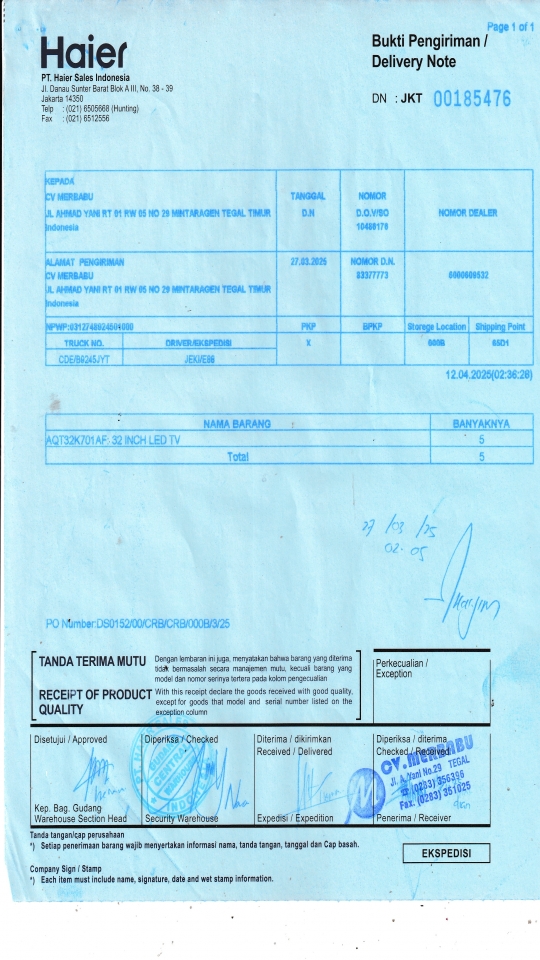 Page 1 of 1
Haier
PT. Haier Sales Indonesia
Jl. Danau Sunter Barat Blok A III, No. 38 - 39
Jakarta 14350
Telp : (021) 6505668 (Hunting)
Fax : (021) 6512556
Bukti Pengiriman /
Delivery Note
DN : JKT 00185476
KEPADA
CV MERBABU
JL AHMAD YANI RT 01 RW 05 NO 29 MINTARAGEN TEGAL TIMUR
Indonesia
TANGGAL
D.N
NOMOR
D.O.V/SO
NOMOR DEALER
ALAMAT PENGIRIMAN
CV MERBABU
JL AHMAD YANI RT 01 RW 05 NO 29 MINTARAGEN TEGAL TIMUR
Indonesia
27.03.2025
NOMOR D.N.
83377773
PKP
BPKP
Storege Location
Shipping Point
TRUCK NO.
DRIVER/EKSPEDISI
X
CDE/B9245JYT
12.04.2025(02:36:28)
NAMA BARANG BANYAKNYA
AQT32K701AF: 32 INCH LED TV 5
Total 5
27/03/25
02.05
PO Number:DS0152/00/CRB/CRB/000B/3/25
TANDA TERIMA MUTU
Dengan lembaran ini juga, menyatakan bahwa barang yang diterima
tidak bermasalah secara manajemen mutu, kecuali barang yang
model dan nomor serinya tertera pada kolom pengecualian
RECEIPT OF PRODUCT
QUALITY
With this receipt declare the goods received with good quality,
except for goods that model and serial number listed on the
exception column
Perkecualian /
Exception
Disetujui / Approved
Diperiksa / Checked
Diterima / dikirimkan
Received / Delivered
Diperiksa / diterima
Checked / Received
CV. MERBABU
Jl. A. Yani No.29 TEGAL
(0283) 356396
Fax. (0283) 351025
Kep. Bag. Gudang
Warehouse Section Head
Security Warehouse
Expedisi / Expedition
Penerima / Receiver
Tanda tangan/cap perusahaan
*) Setiap penerimaan barang wajib menyertakan informasi nama, tanda tangan, tanggal dan Cap basah.
EKSPEDISI
Company Sign / Stamp
*) Each item must include name, signature, date and wet stamp information.